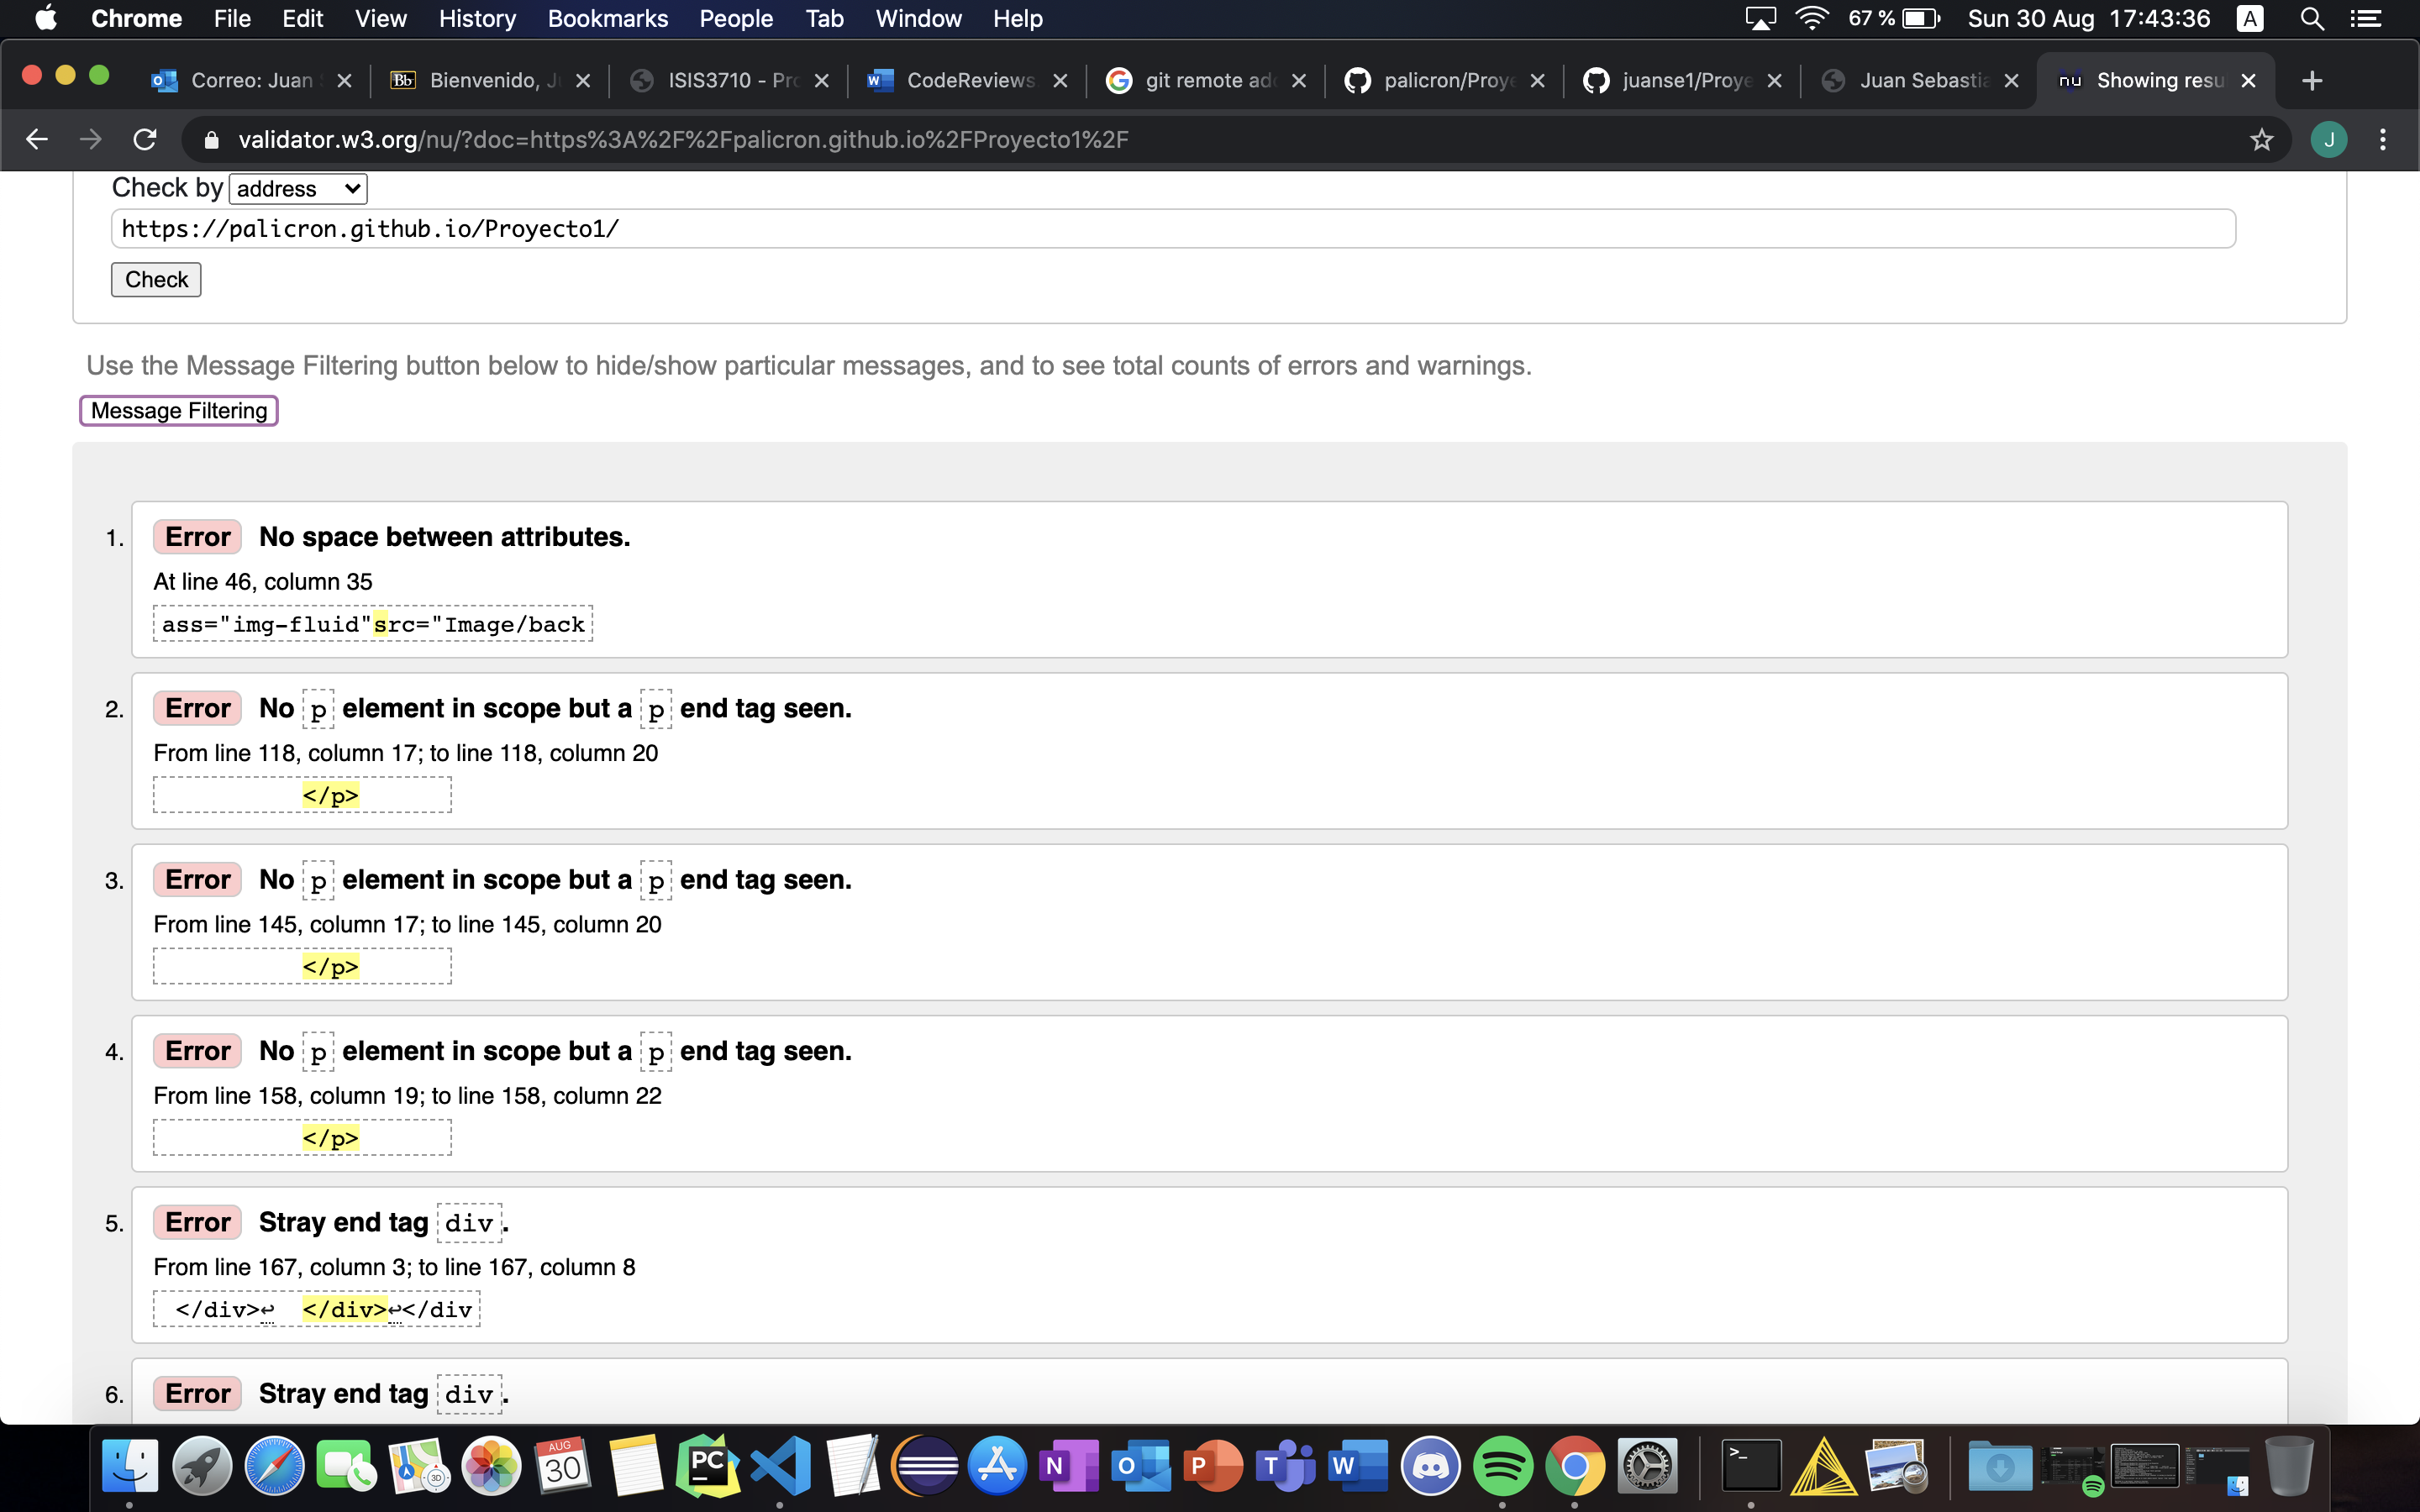 Chrome File Edit View History Bookmarks People Tab Window Help 67 % Sun 30 Aug 17:43:36 A
Correo: Juan Bb Bienvenido, J ISIS3710 - Pro CodeReviews git remote add palicron/Proye juanse1/Proye Juan Sebastia nu Showing resu
validator.w3.org/nu/?doc=https%3A%2F%2Fpalicron.github.io%2FProyecto1%2F J
Check by address
https://palicron.github.io/Proyecto1/
Check
Use the Message Filtering button below to hide/show particular messages, and to see total counts of errors and warnings.
Message Filtering
1. Error No space between attributes.
At line 46, column 35
ass="img-fluid"src="Image/back
2. Error No p element in scope but a p end tag seen.
From line 118, column 17; to line 118, column 20
</p>
3. Error No p element in scope but a p end tag seen.
From line 145, column 17; to line 145, column 20
</p>
4. Error No p element in scope but a p end tag seen.
From line 158, column 19; to line 158, column 22
</p>
5. Error Stray end tag div.
From line 167, column 3; to line 167, column 8
</div>↩ </div>↩</div
6. Error Stray end tag div.
AUG
30
3D PC N O P T W >_